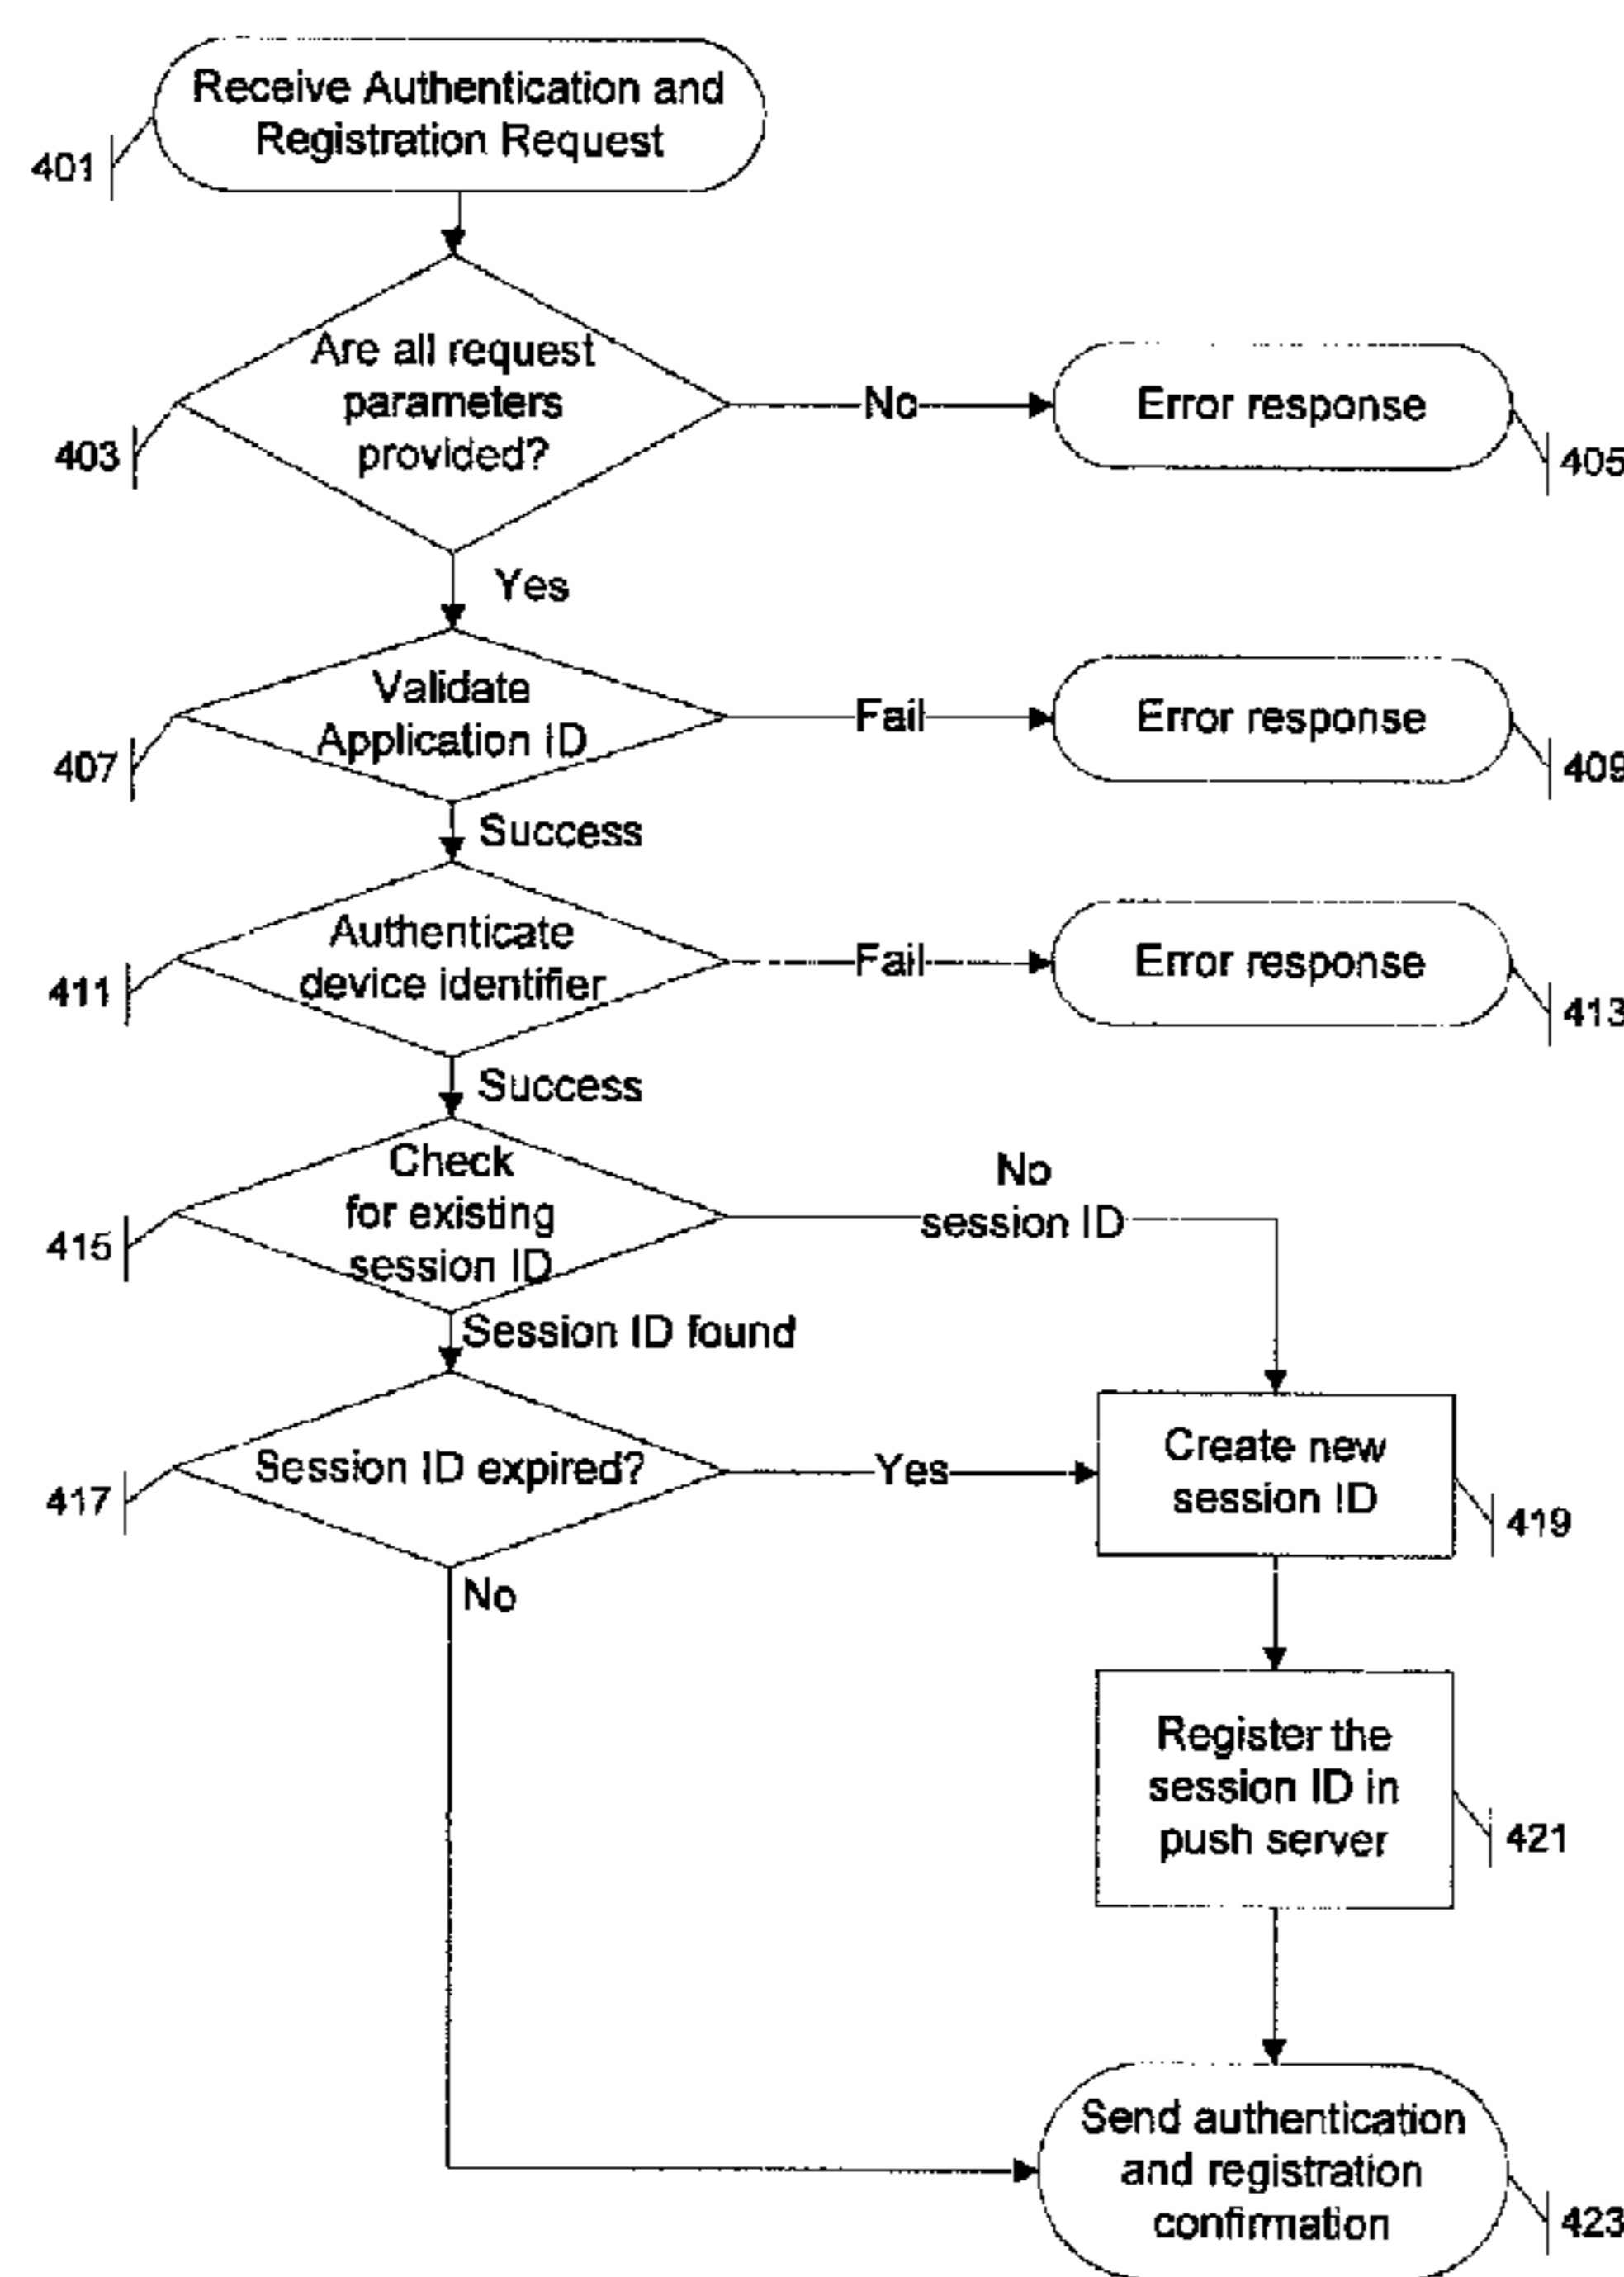 Receive Authentication and
Registration Request
401
Are all request
parameters
provided?
403
No
Error response
405
Yes
Validate
Application ID
407
Fail
Error response
409
Success
Authenticate
device identifier
411
Fail
Error response
413
Success
Check
for existing
session ID
415
No
session ID
Session ID found
Session ID expired?
417
Yes
Create new
session ID
419
No
Register the
session ID in
push server
421
Send authentication
and registration
confirmation
423